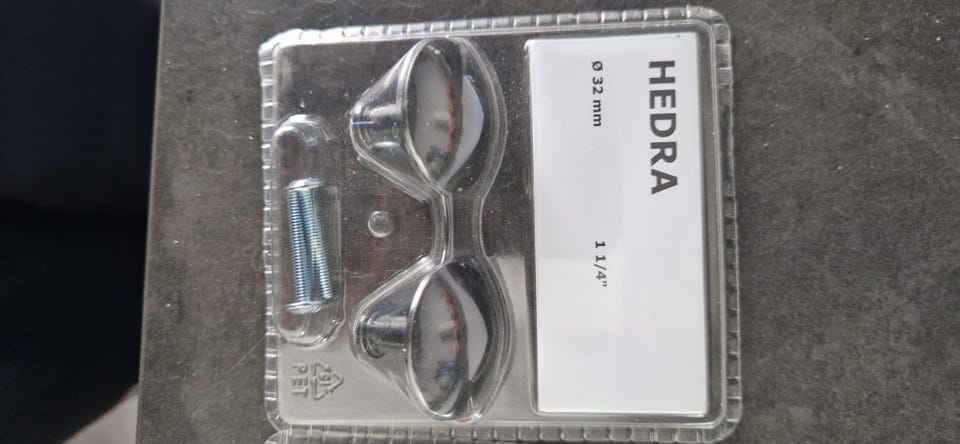 HEDRA
Ø 32 mm 1 1/4"
PET